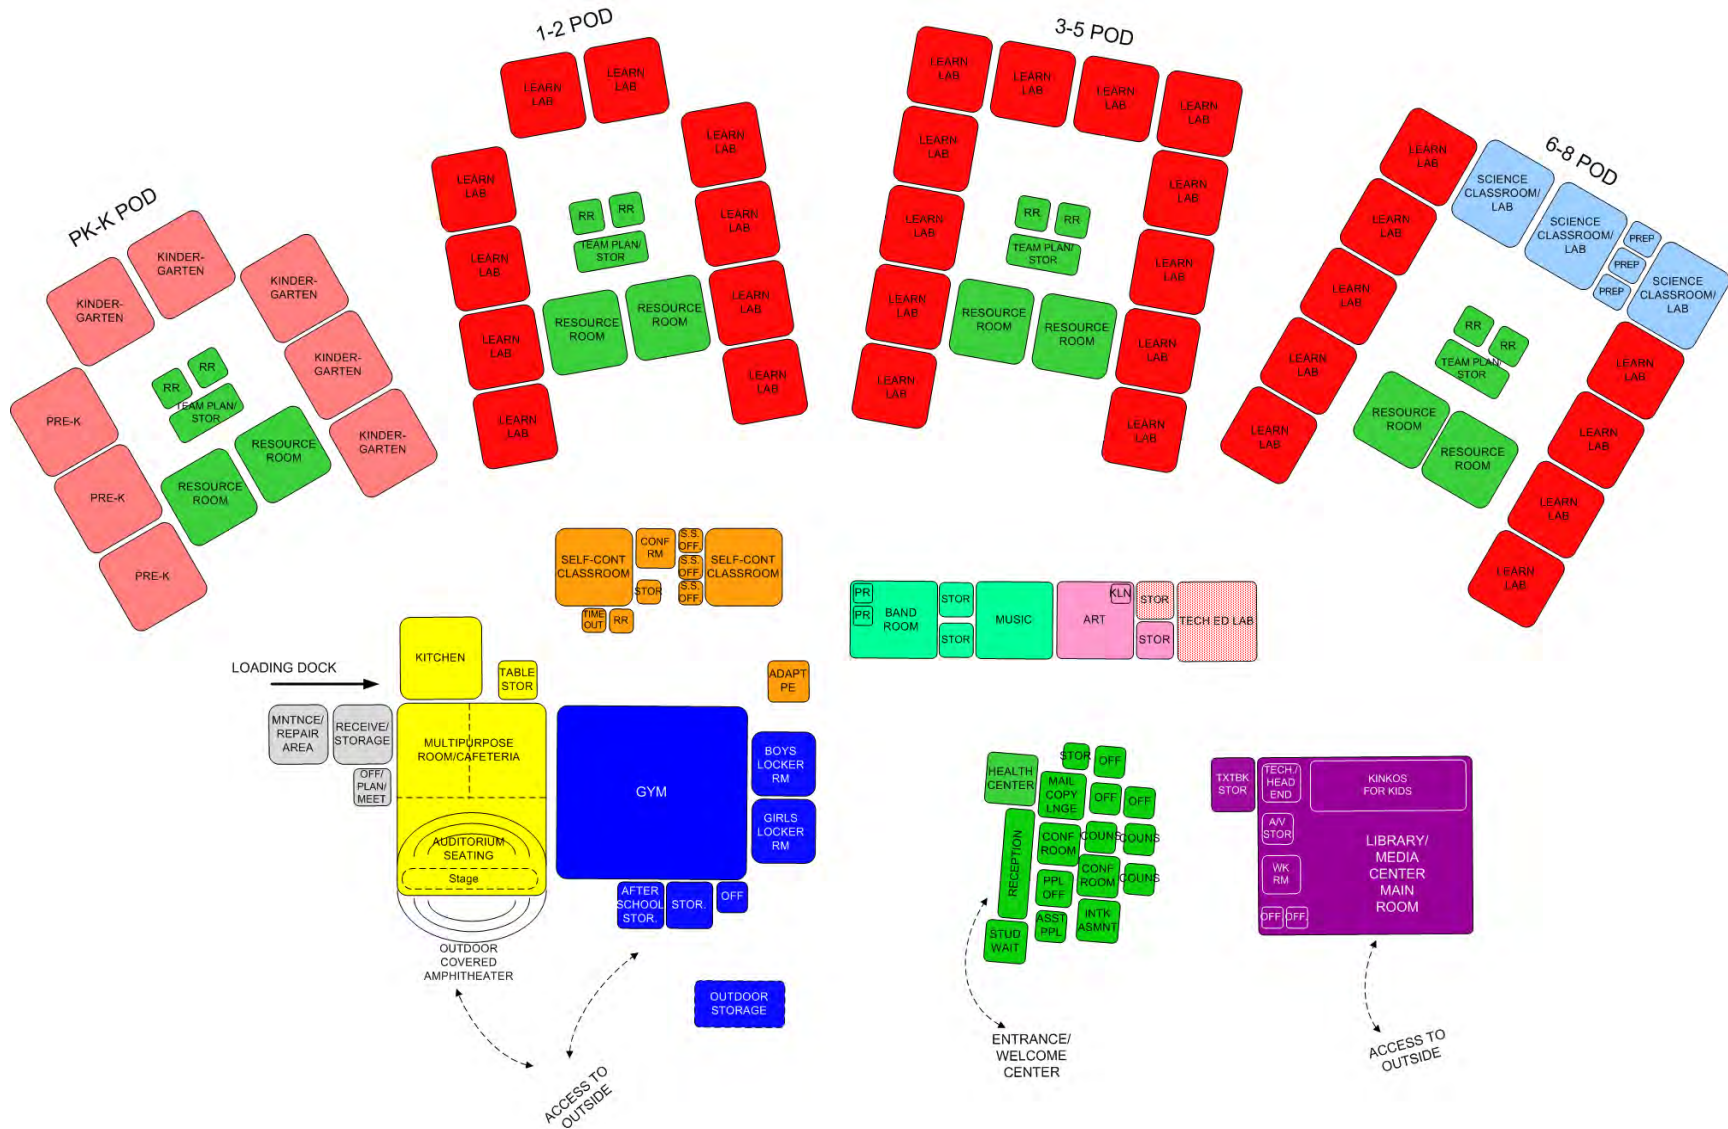 1-2 POD
3-5 POD
6-8 POD
PK-K POD
KINDER-
GARTEN
KINDER-
GARTEN
KINDER-
GARTEN
KINDER-
GARTEN
KINDER-
GARTEN
PRE-K
PRE-K
PRE-K
RR
RR
TEAM PLAN/
STOR
RESOURCE
ROOM
RESOURCE
ROOM
LEARN
LAB
LEARN
LAB
LEARN
LAB
LEARN
LAB
LEARN
LAB
LEARN
LAB
LEARN
LAB
LEARN
LAB
LEARN
LAB
LEARN
LAB
RR
RR
TEAM PLAN/
STOR
RESOURCE
ROOM
RESOURCE
ROOM
LEARN
LAB
LEARN
LAB
LEARN
LAB
LEARN
LAB
LEARN
LAB
LEARN
LAB
LEARN
LAB
LEARN
LAB
LEARN
LAB
LEARN
LAB
LEARN
LAB
LEARN
LAB
RR
RR
TEAM PLAN/
STOR
RESOURCE
ROOM
RESOURCE
ROOM
LEARN
LAB
LEARN
LAB
LEARN
LAB
LEARN
LAB
LEARN
LAB
SCIENCE
CLASSROOM/
LAB
SCIENCE
CLASSROOM/
LAB
PREP
PREP
PREP
SCIENCE
CLASSROOM/
LAB
LEARN
LAB
LEARN
LAB
LEARN
LAB
LEARN
LAB
RR
RR
TEAM PLAN/
STOR
RESOURCE
ROOM
RESOURCE
ROOM
SELF-CONT
CLASSROOM
CONF
RM
STOR
S.S.
OFF.
S.S.
OFF
S.S.
OFF.
SELF-CONT
CLASSROOM
TIME
OUT
RR
ADAPT
PE
PR
PR
BAND
ROOM
STOR
STOR
MUSIC
ART
KLN
STOR
STOR
TECH ED LAB
LOADING DOCK
KITCHEN
TABLE
STOR
MNTNCE/
REPAIR
AREA
RECEIVE/
STORAGE
OFF/
PLAN/
MEET
MULTIPURPOSE
ROOM/CAFETERIA
AUDITORIUM
SEATING
Stage
OUTDOOR
COVERED
AMPHITHEATER
GYM
BOYS
LOCKER
RM
GIRLS
LOCKER
RM
AFTER
SCHOOL
STOR.
STOR.
OFF
OUTDOOR
STORAGE
ACCESS TO
OUTSIDE
HEALTH
CENTER
STOR
OFF
MAIL
COPY
LNGE
OFF
OFF
RECEPTION
CONF
ROOM
COUNS
COUNS
CONF
ROOM
COUNS
PPL
OFF
ASST
PPL
INTK
ASMNT
STUD
WAIT
ENTRANCE/
WELCOME
CENTER
TXTBK
STOR
TECH./
HEAD
END
KINKOS'
FOR KIDS
A/V
STOR
WK
RM
OFF.
OFF.
LIBRARY/
MEDIA
CENTER
MAIN
ROOM
ACCESS TO
OUTSIDE